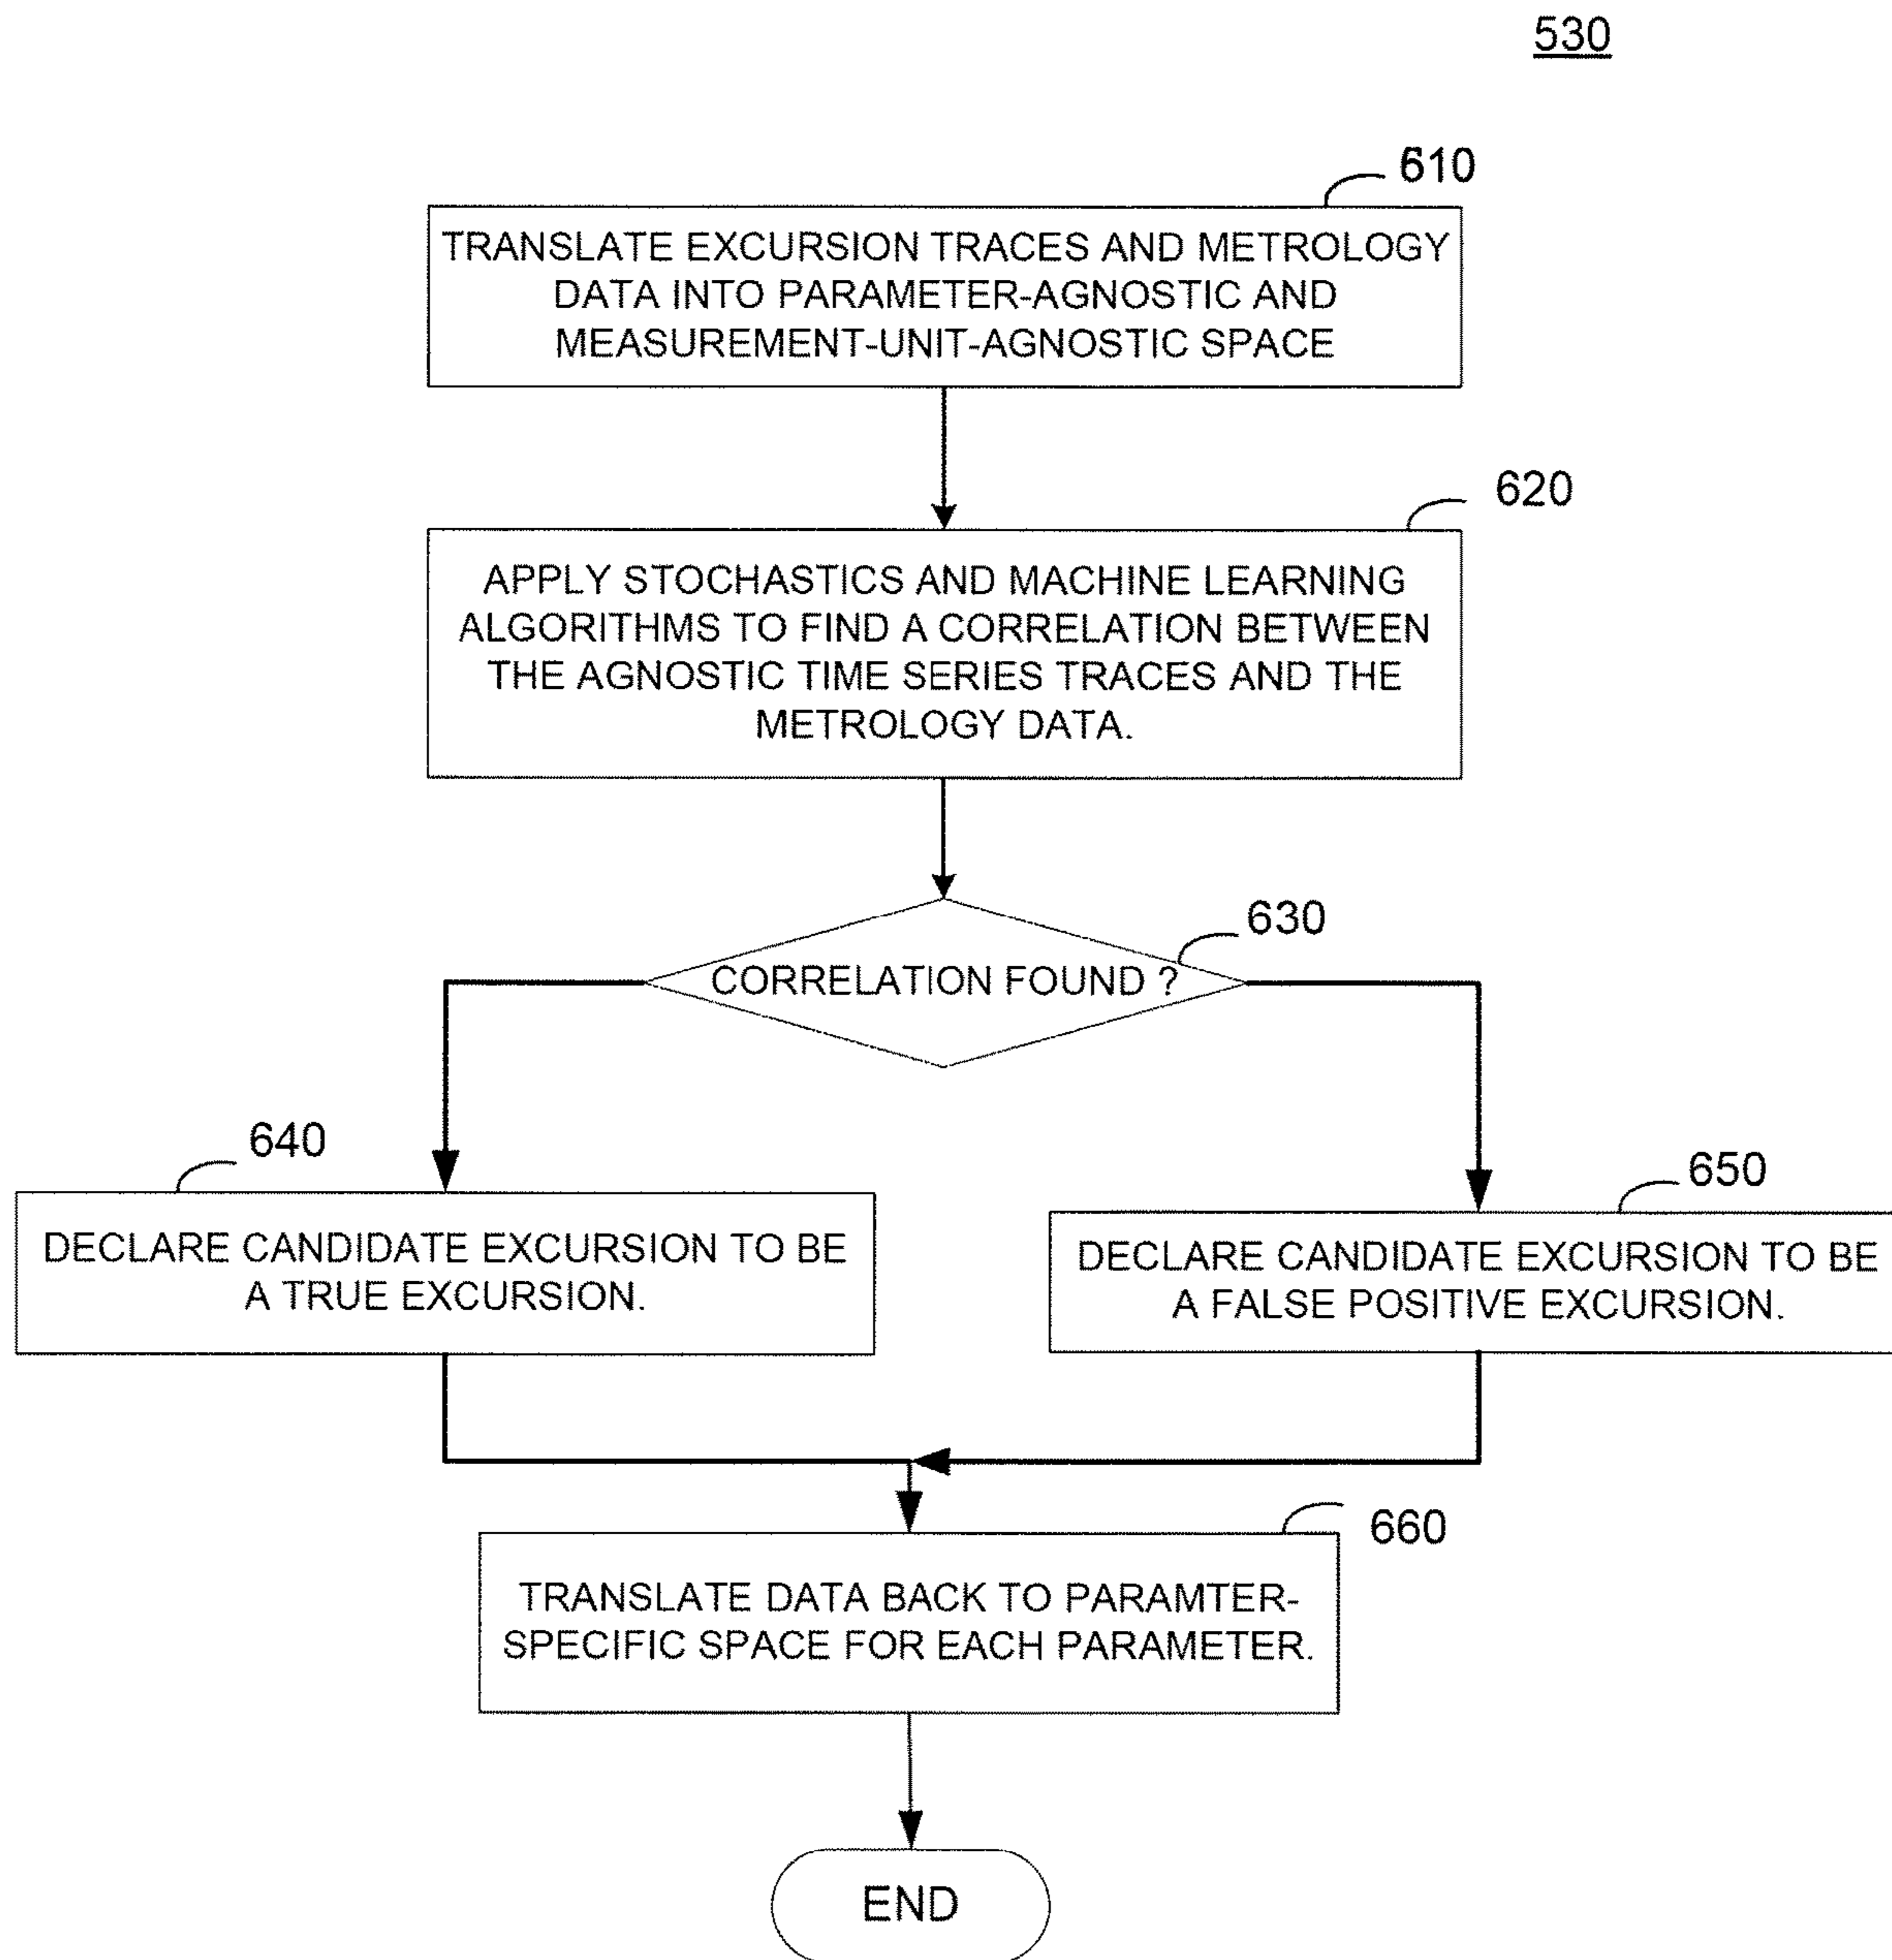 530
610
TRANSLATE EXCURSION TRACES AND METROLOGY
DATA INTO PARAMETER-AGNOSTIC AND
MEASUREMENT-UNIT-AGNOSTIC SPACE
620
APPLY STOCHASTICS AND MACHINE LEARNING
ALGORITHMS TO FIND A CORRELATION BETWEEN
THE AGNOSTIC TIME SERIES TRACES AND THE
METROLOGY DATA.
630
CORRELATION FOUND ?
640
DECLARE CANDIDATE EXCURSION TO BE
A TRUE EXCURSION.
650
DECLARE CANDIDATE EXCURSION TO BE
A FALSE POSITIVE EXCURSION.
660
TRANSLATE DATA BACK TO PARAMTER-
SPECIFIC SPACE FOR EACH PARAMETER.
END